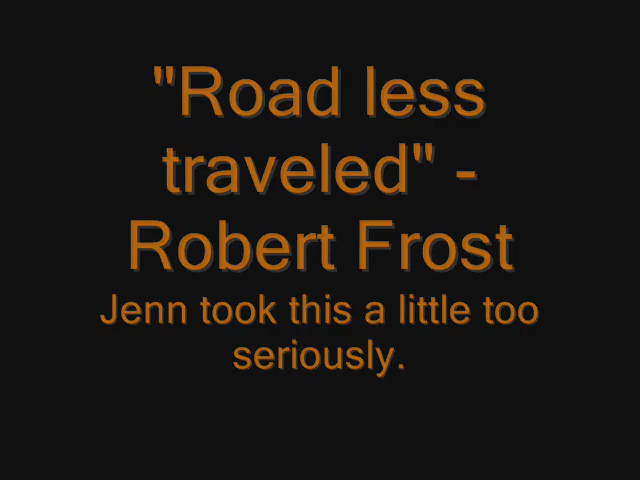 "Road less
traveled" -
Robert Frost
Jenn took this a little too
seriously.